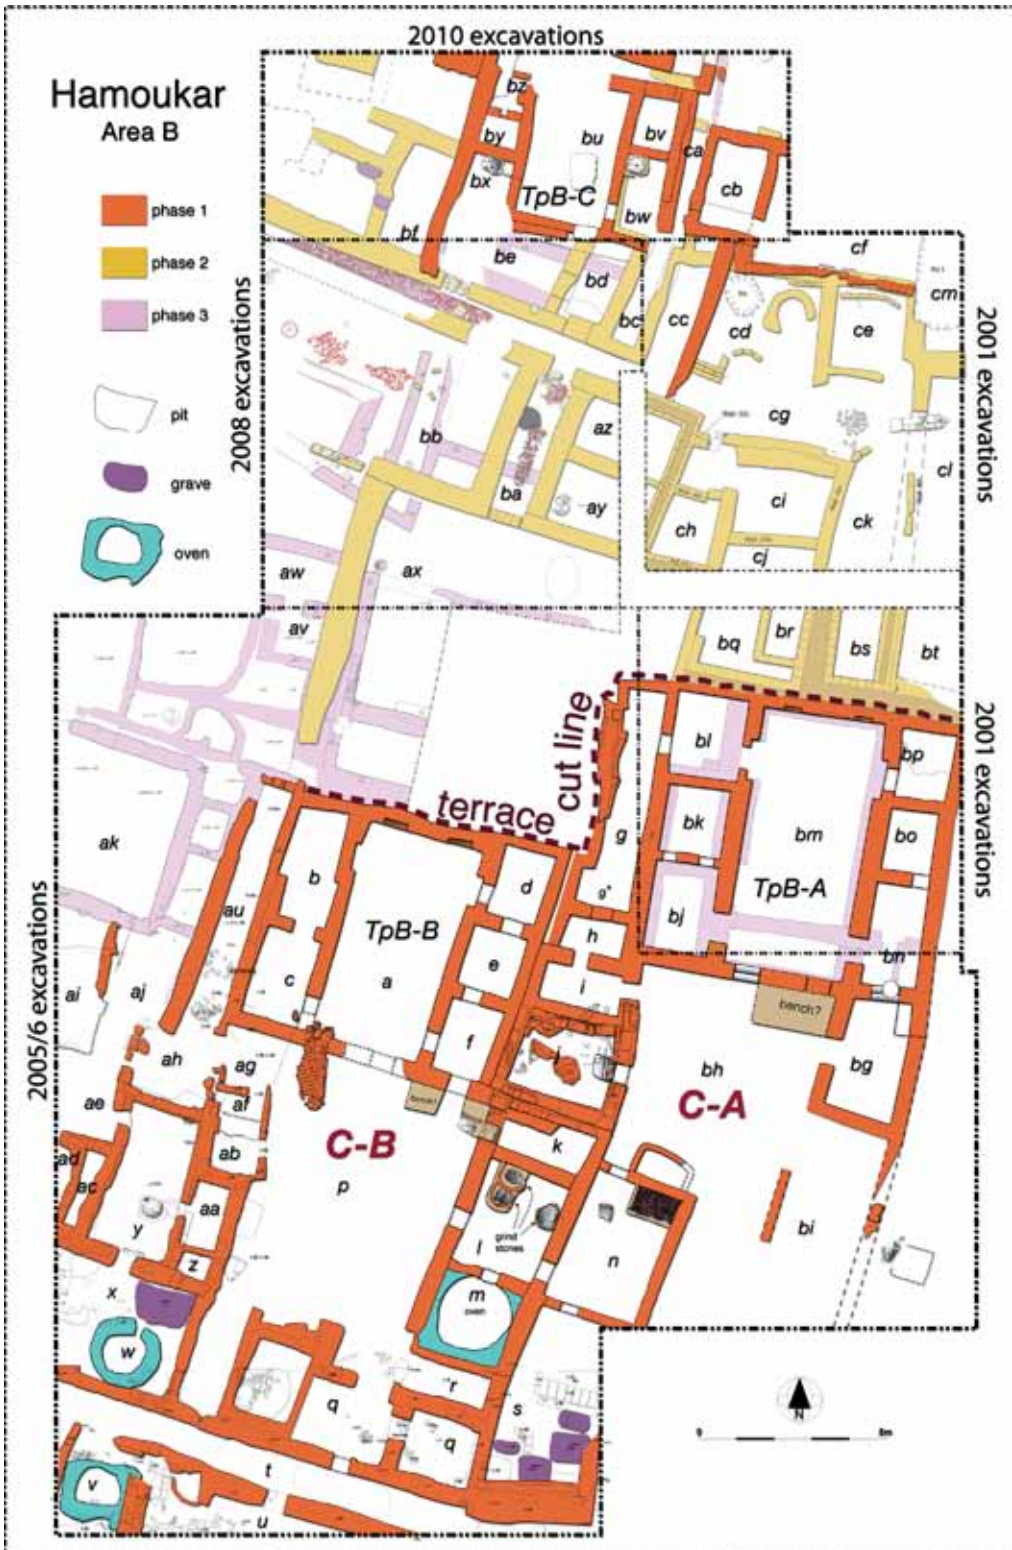 2010 excavations
Hamoukar
Area B
phase 1
phase 2
phase 3
pit
grave
oven
2008 excavations
2001 excavations
2001 excavations
2005/6 excavations
bz
by
bu
bv
ca
bx
TpB-C
bw
cb
bf
be
bd
bc
cc
cf
cm
cd
ce
cg
az
bb
ba
ay
ci
cl
ch
ck
cj
aw
ax
av
bq
br
bs
bt
terrace
cut line
bl
bp
g
bk
bm
bo
ak
b
d
TpB-A
g'
bj
au
TpB-B
h
e
bn
c
a
i
ai
aj
bench?
f
j
ah
ag
bh
bg
ae
af
bench?
C-A
C-B
k
ad
ab
p
ac
aa
y
grind
stones
bi
l
n
z
x
m
oven
w
r
q
s
q
t
v
u
N
0
8m